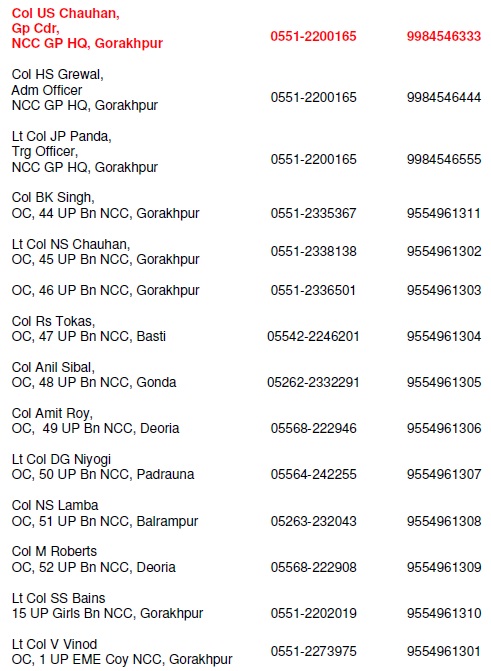 Col US Chauhan,
Gp Cdr,
NCC GP HQ, Gorakhpur 0551-2200165 9984546333
Col HS Grewal,
Adm Officer 0551-2200165 9984546444
NCC GP HQ, Gorakhpur
Lt Col JP Panda,
Trg Officer, 0551-2200165 9984546555
NCC GP HQ, Gorakhpur
Col BK Singh,
OC, 44 UP Bn NCC, Gorakhpur 0551-2335367 9554961311
Lt Col NS Chauhan, 0551-2338138 9554961302
OC, 45 UP Bn NCC, Gorakhpur
OC, 46 UP Bn NCC, Gorakhpur 0551-2336501 9554961303
Col Rs Tokas,
OC, 47 UP Bn NCC, Basti 05542-2246201 9554961304
Col Anil Sibal,
OC, 48 UP Bn NCC, Gonda 05262-2332291 9554961305
Col Amit Roy,
OC, 49 UP Bn NCC, Deoria 05568-222946 9554961306
Lt Col DG Niyogi
OC, 50 UP Bn NCC, Padrauna 05564-242255 9554961307
Col NS Lamba
OC, 51 UP Bn NCC, Balrampur 05263-232043 9554961308
Col M Roberts
OC, 52 UP Bn NCC, Deoria 05568-222908 9554961309
Lt Col SS Bains
15 UP Girls Bn NCC, Gorakhpur 0551-2202019 9554961310
Lt Col V Vinod 0551-2273975 9554961301
OC, 1 UP EME Coy NCC, Gorakhpur